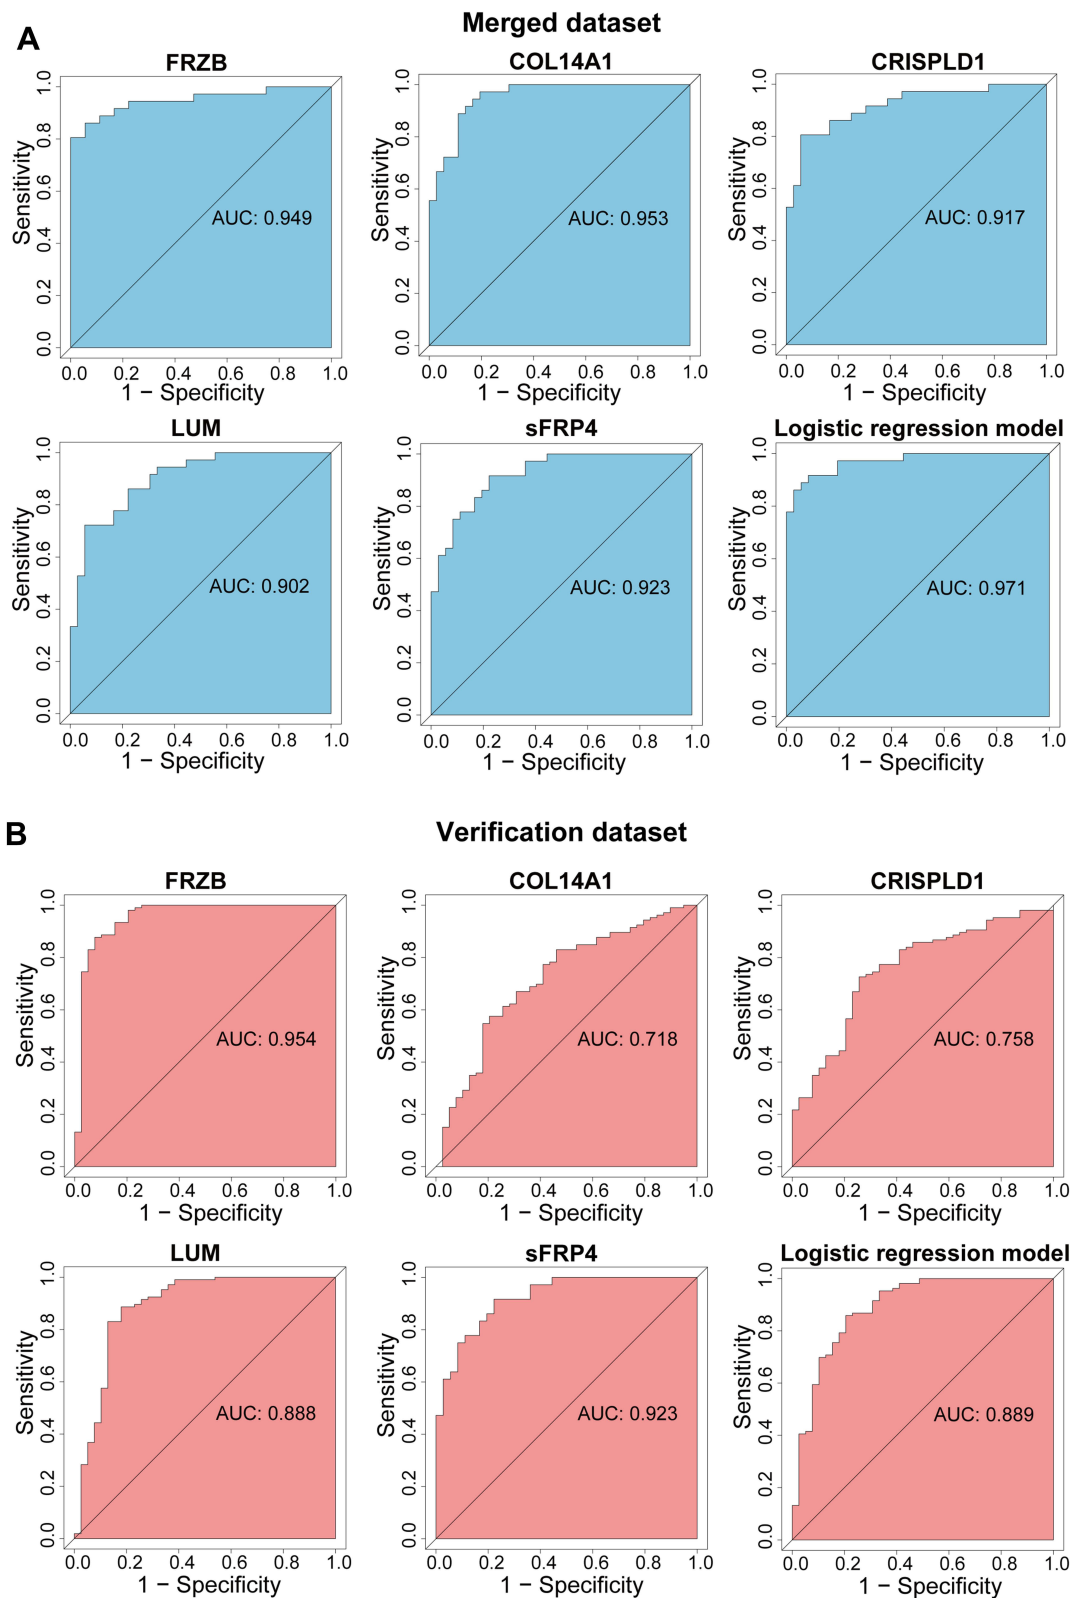 Merged dataset
A
FRZB
COL14A1
CRISPLD1
Sensitivity
0.0 0.2 0.4 0.6 0.8 1.0
AUC: 0.949
0.0 0.2 0.4 0.6 0.8 1.0
1 − Specificity
Sensitivity
0.0 0.2 0.4 0.6 0.8 1.0
AUC: 0.953
0.0 0.2 0.4 0.6 0.8 1.0
1 − Specificity
Sensitivity
0.0 0.2 0.4 0.6 0.8 1.0
AUC: 0.917
0.0 0.2 0.4 0.6 0.8 1.0
1 − Specificity
LUM
sFRP4
Logistic regression model
Sensitivity
0.0 0.2 0.4 0.6 0.8 1.0
AUC: 0.902
0.0 0.2 0.4 0.6 0.8 1.0
1 − Specificity
Sensitivity
0.0 0.2 0.4 0.6 0.8 1.0
AUC: 0.923
0.0 0.2 0.4 0.6 0.8 1.0
1 − Specificity
Sensitivity
0.0 0.2 0.4 0.6 0.8 1.0
AUC: 0.971
0.0 0.2 0.4 0.6 0.8 1.0
1 − Specificity
B
Verification dataset
FRZB
COL14A1
CRISPLD1
Sensitivity
0.0 0.2 0.4 0.6 0.8 1.0
AUC: 0.954
0.0 0.2 0.4 0.6 0.8 1.0
1 − Specificity
Sensitivity
0.0 0.2 0.4 0.6 0.8 1.0
AUC: 0.718
0.0 0.2 0.4 0.6 0.8 1.0
1 − Specificity
Sensitivity
0.0 0.2 0.4 0.6 0.8 1.0
AUC: 0.758
0.0 0.2 0.4 0.6 0.8 1.0
1 − Specificity
LUM
sFRP4
Logistic regression model
Sensitivity
0.0 0.2 0.4 0.6 0.8 1.0
AUC: 0.888
0.0 0.2 0.4 0.6 0.8 1.0
1 − Specificity
Sensitivity
0.0 0.2 0.4 0.6 0.8 1.0
AUC: 0.923
0.0 0.2 0.4 0.6 0.8 1.0
1 − Specificity
Sensitivity
0.0 0.2 0.4 0.6 0.8 1.0
AUC: 0.889
0.0 0.2 0.4 0.6 0.8 1.0
1 − Specificity